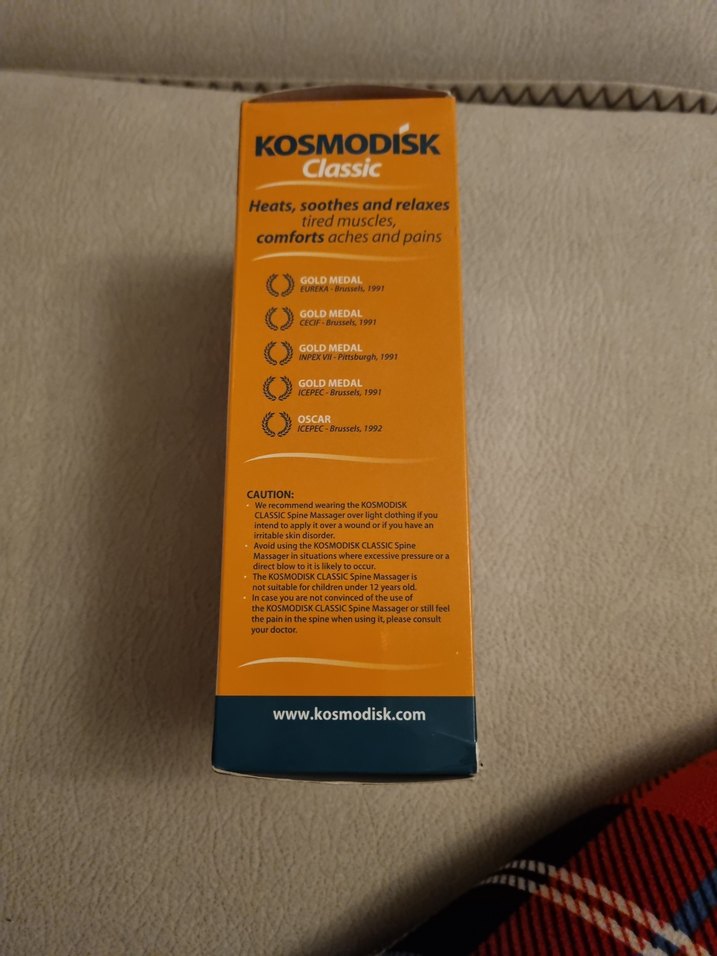 KOSMODISK
Classic
Heats, soothes and relaxes
tired muscles,
comforts aches and pains
GOLD MEDAL
EUREKA - Brussels, 1991
GOLD MEDAL
CECIF - Brussels, 1991
GOLD MEDAL
INPEX VII - Pittsburgh, 1991
GOLD MEDAL
ICEPEC - Brussels, 1991
OSCAR
ICEPEC - Brussels, 1992
CAUTION:
• We recommend wearing the KOSMODISK
CLASSIC Spine Massager over light clothing if you
intend to apply it over a wound or if you have an
irritable skin disorder.
• Avoid using the KOSMODISK CLASSIC Spine
Massager in situations where excessive pressure or a
direct blow to it is likely to occur.
• The KOSMODISK CLASSIC Spine Massager is
not suitable for children under 12 years old.
• In case you are not convinced of the use of
the KOSMODISK CLASSIC Spine Massager or still feel
the pain in the spine when using it, please consult
your doctor.
www.kosmodisk.com